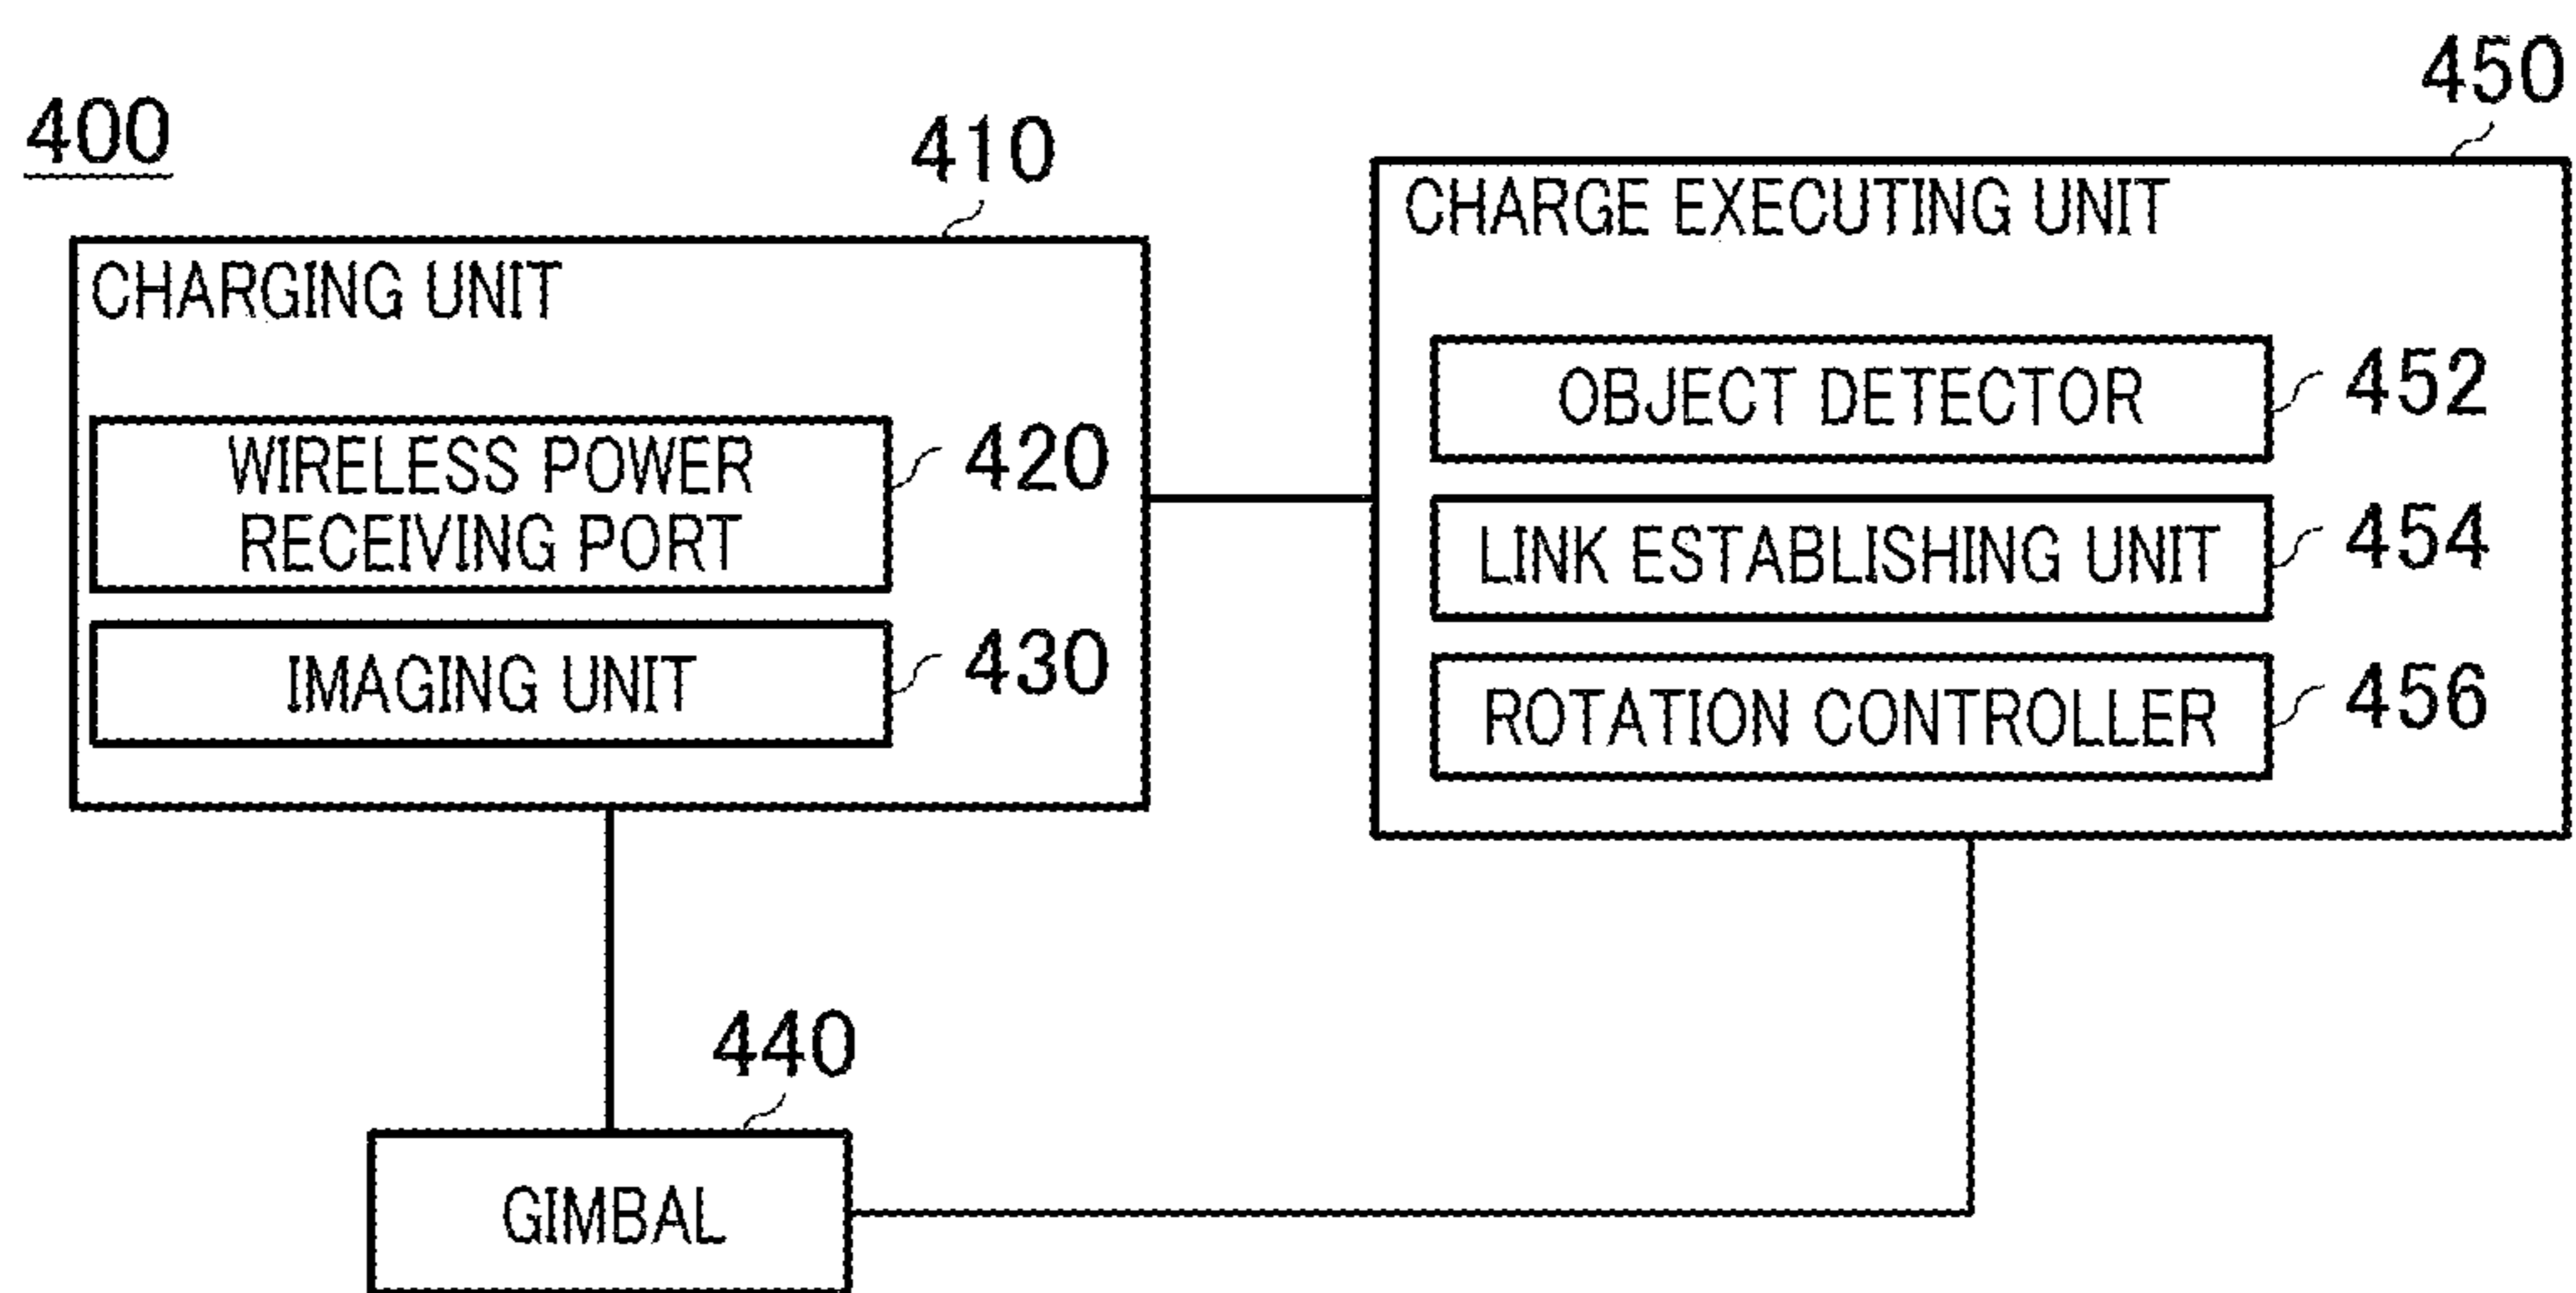 400
410
CHARGING UNIT
WIRELESS POWER
RECEIVING PORT
420
IMAGING UNIT
430
450
CHARGE EXECUTING UNIT
OBJECT DETECTOR
452
LINK ESTABLISHING UNIT
454
ROTATION CONTROLLER
456
440
GIMBAL